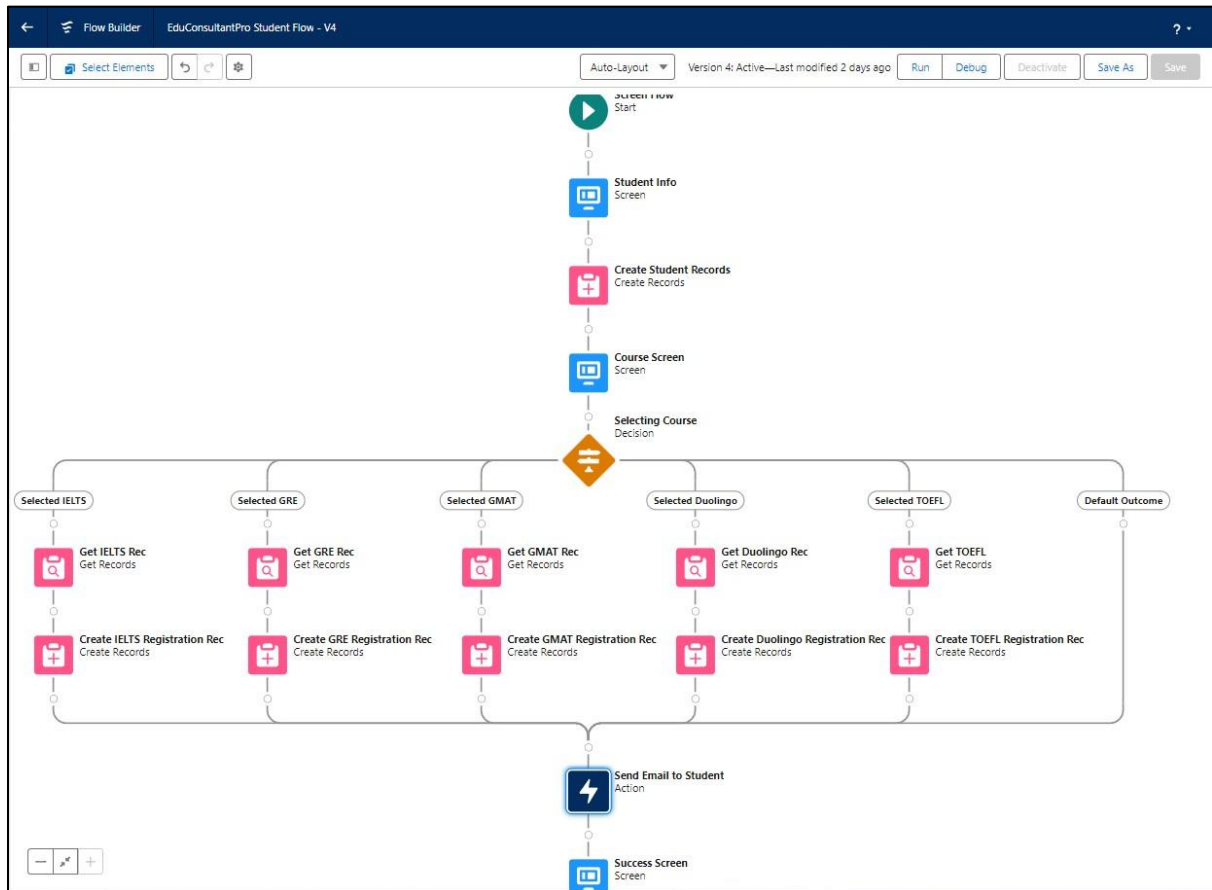 Flow Builder EduConsultantPro Student Flow - V4 ?
Select Elements Auto-Layout Version 4: Active—Last modified 2 days ago Run Debug Deactivate Save As Save
Screen Flow
Start
Student Info
Screen
Create Student Records
Create Records
Course Screen
Screen
Selecting Course
Decision
Selected IELTS Selected GRE Selected GMAT Selected Duolingo Selected TOEFL Default Outcome
Get IELTS Rec Get GRE Rec Get GMAT Rec Get Duolingo Rec Get TOEFL
Get Records Get Records Get Records Get Records Get Records
Create IELTS Registration Rec Create GRE Registration Rec Create GMAT Registration Rec Create Duolingo Registration Rec Create TOEFL Registration Rec
Create Records Create Records Create Records Create Records Create Records
Send Email to Student
Action
Success Screen
Screen